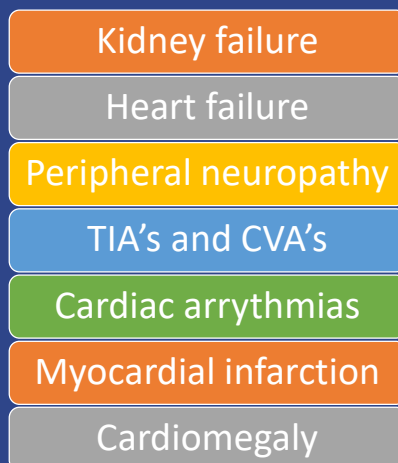 Kidney failure
Heart failure
Peripheral neuropathy
TIA's and CVA's
Cardiac arrythmias
Myocardial infarction
Cardiomegaly